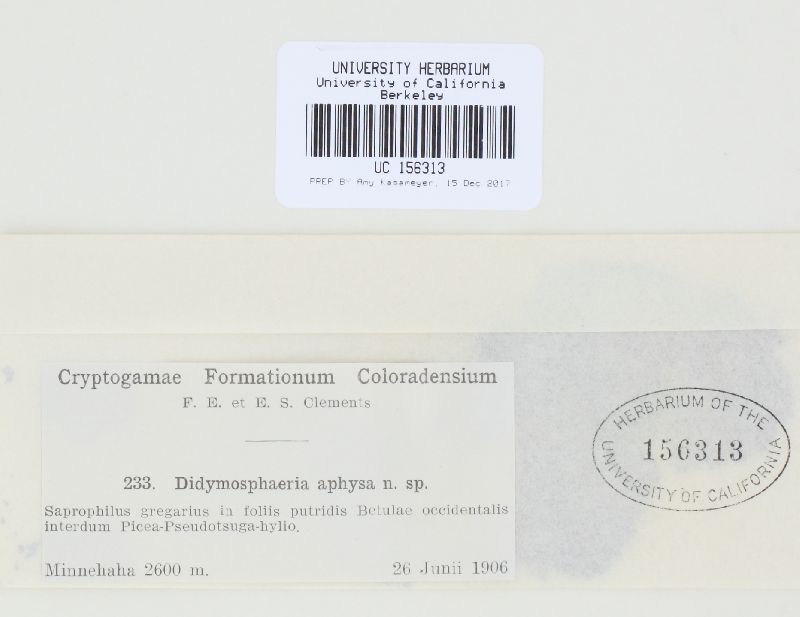 UNIVERSITY HERBARIUM
University of California
Berkeley
UC 156313
PREP BY Amy Kasameyer, 15 Dec 2017
Cryptogamae Formationum Coloradensium
F. E. et E. S. Clements
233. Didymosphaeria aphysa n. sp.
Saprophilus gregarius in foliis putridis Betulae occidentalis
interdum Picea-Pseudotsuga-hylio.
Minnehaha 2600 m. 26 Junii 1906
HERBARIUM OF THE
156313
UNIVERSITY OF CALIFORNIA